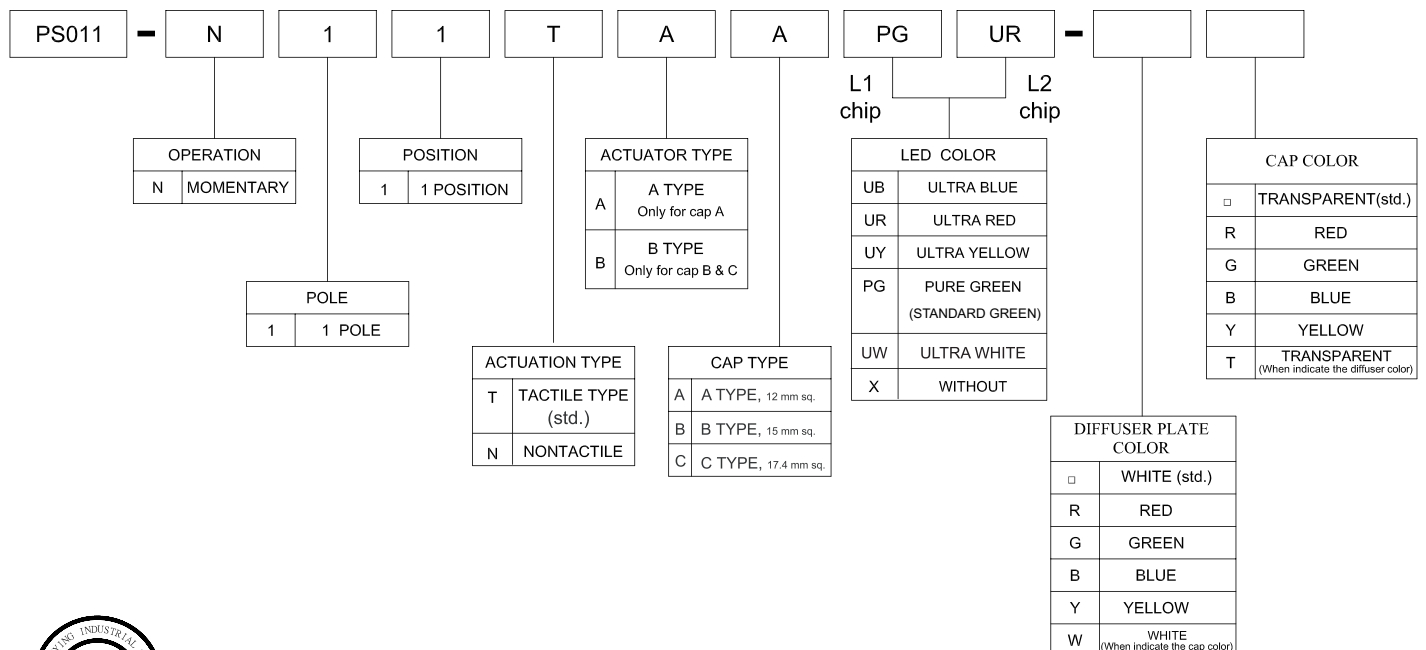 PS011 - N 1 1 T A A PG UR -
L1 chip
L2 chip
OPERATION
N MOMENTARY
POSITION
1 1 POSITION
ACTUATOR TYPE
A A TYPE
Only for cap A
B B TYPE
Only for cap B & C
LED COLOR
UB ULTRA BLUE
UR ULTRA RED
UY ULTRA YELLOW
PG PURE GREEN
(STANDARD GREEN)
UW ULTRA WHITE
X WITHOUT
CAP COLOR
□ TRANSPARENT(std.)
R RED
G GREEN
B BLUE
Y YELLOW
T TRANSPARENT
(When indicate the diffuser color)
POLE
1 1 POLE
ACTUATION TYPE
T TACTILE TYPE
(std.)
N NONTACTILE
CAP TYPE
A A TYPE, 12 mm sq.
B B TYPE, 15 mm sq.
C C TYPE, 17.4 mm sq.
DIFFUSER PLATE
COLOR
□ WHITE (std.)
R RED
G GREEN
B BLUE
Y YELLOW
W WHITE
(When indicate the cap color)
INDUSTRIAL